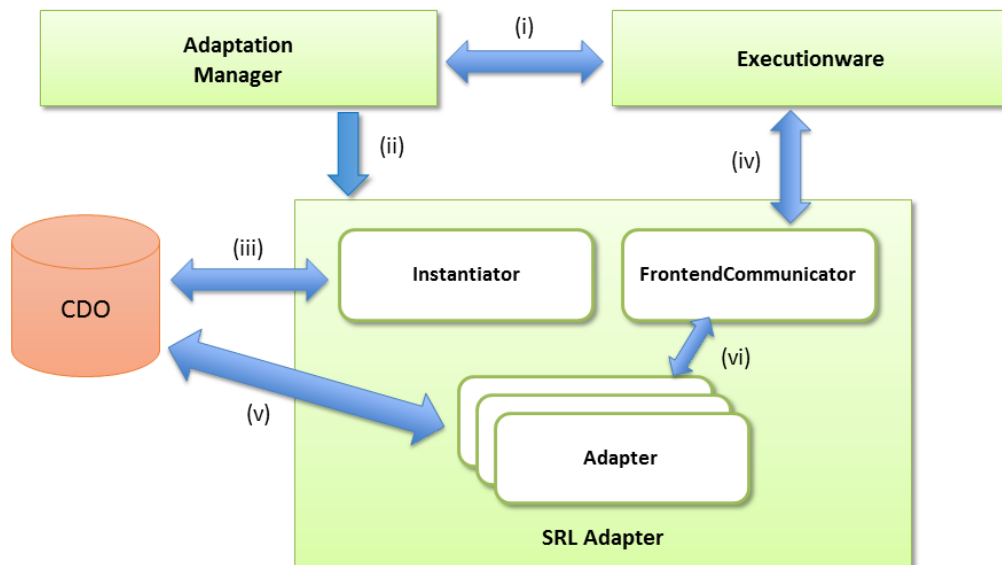 Adaptation
Manager
(i)
Executionware
(ii)
(iv)
CDO
(iii)
Instantiator
FrontendCommunicator
(v)
(vi)
Adapter
SRL Adapter